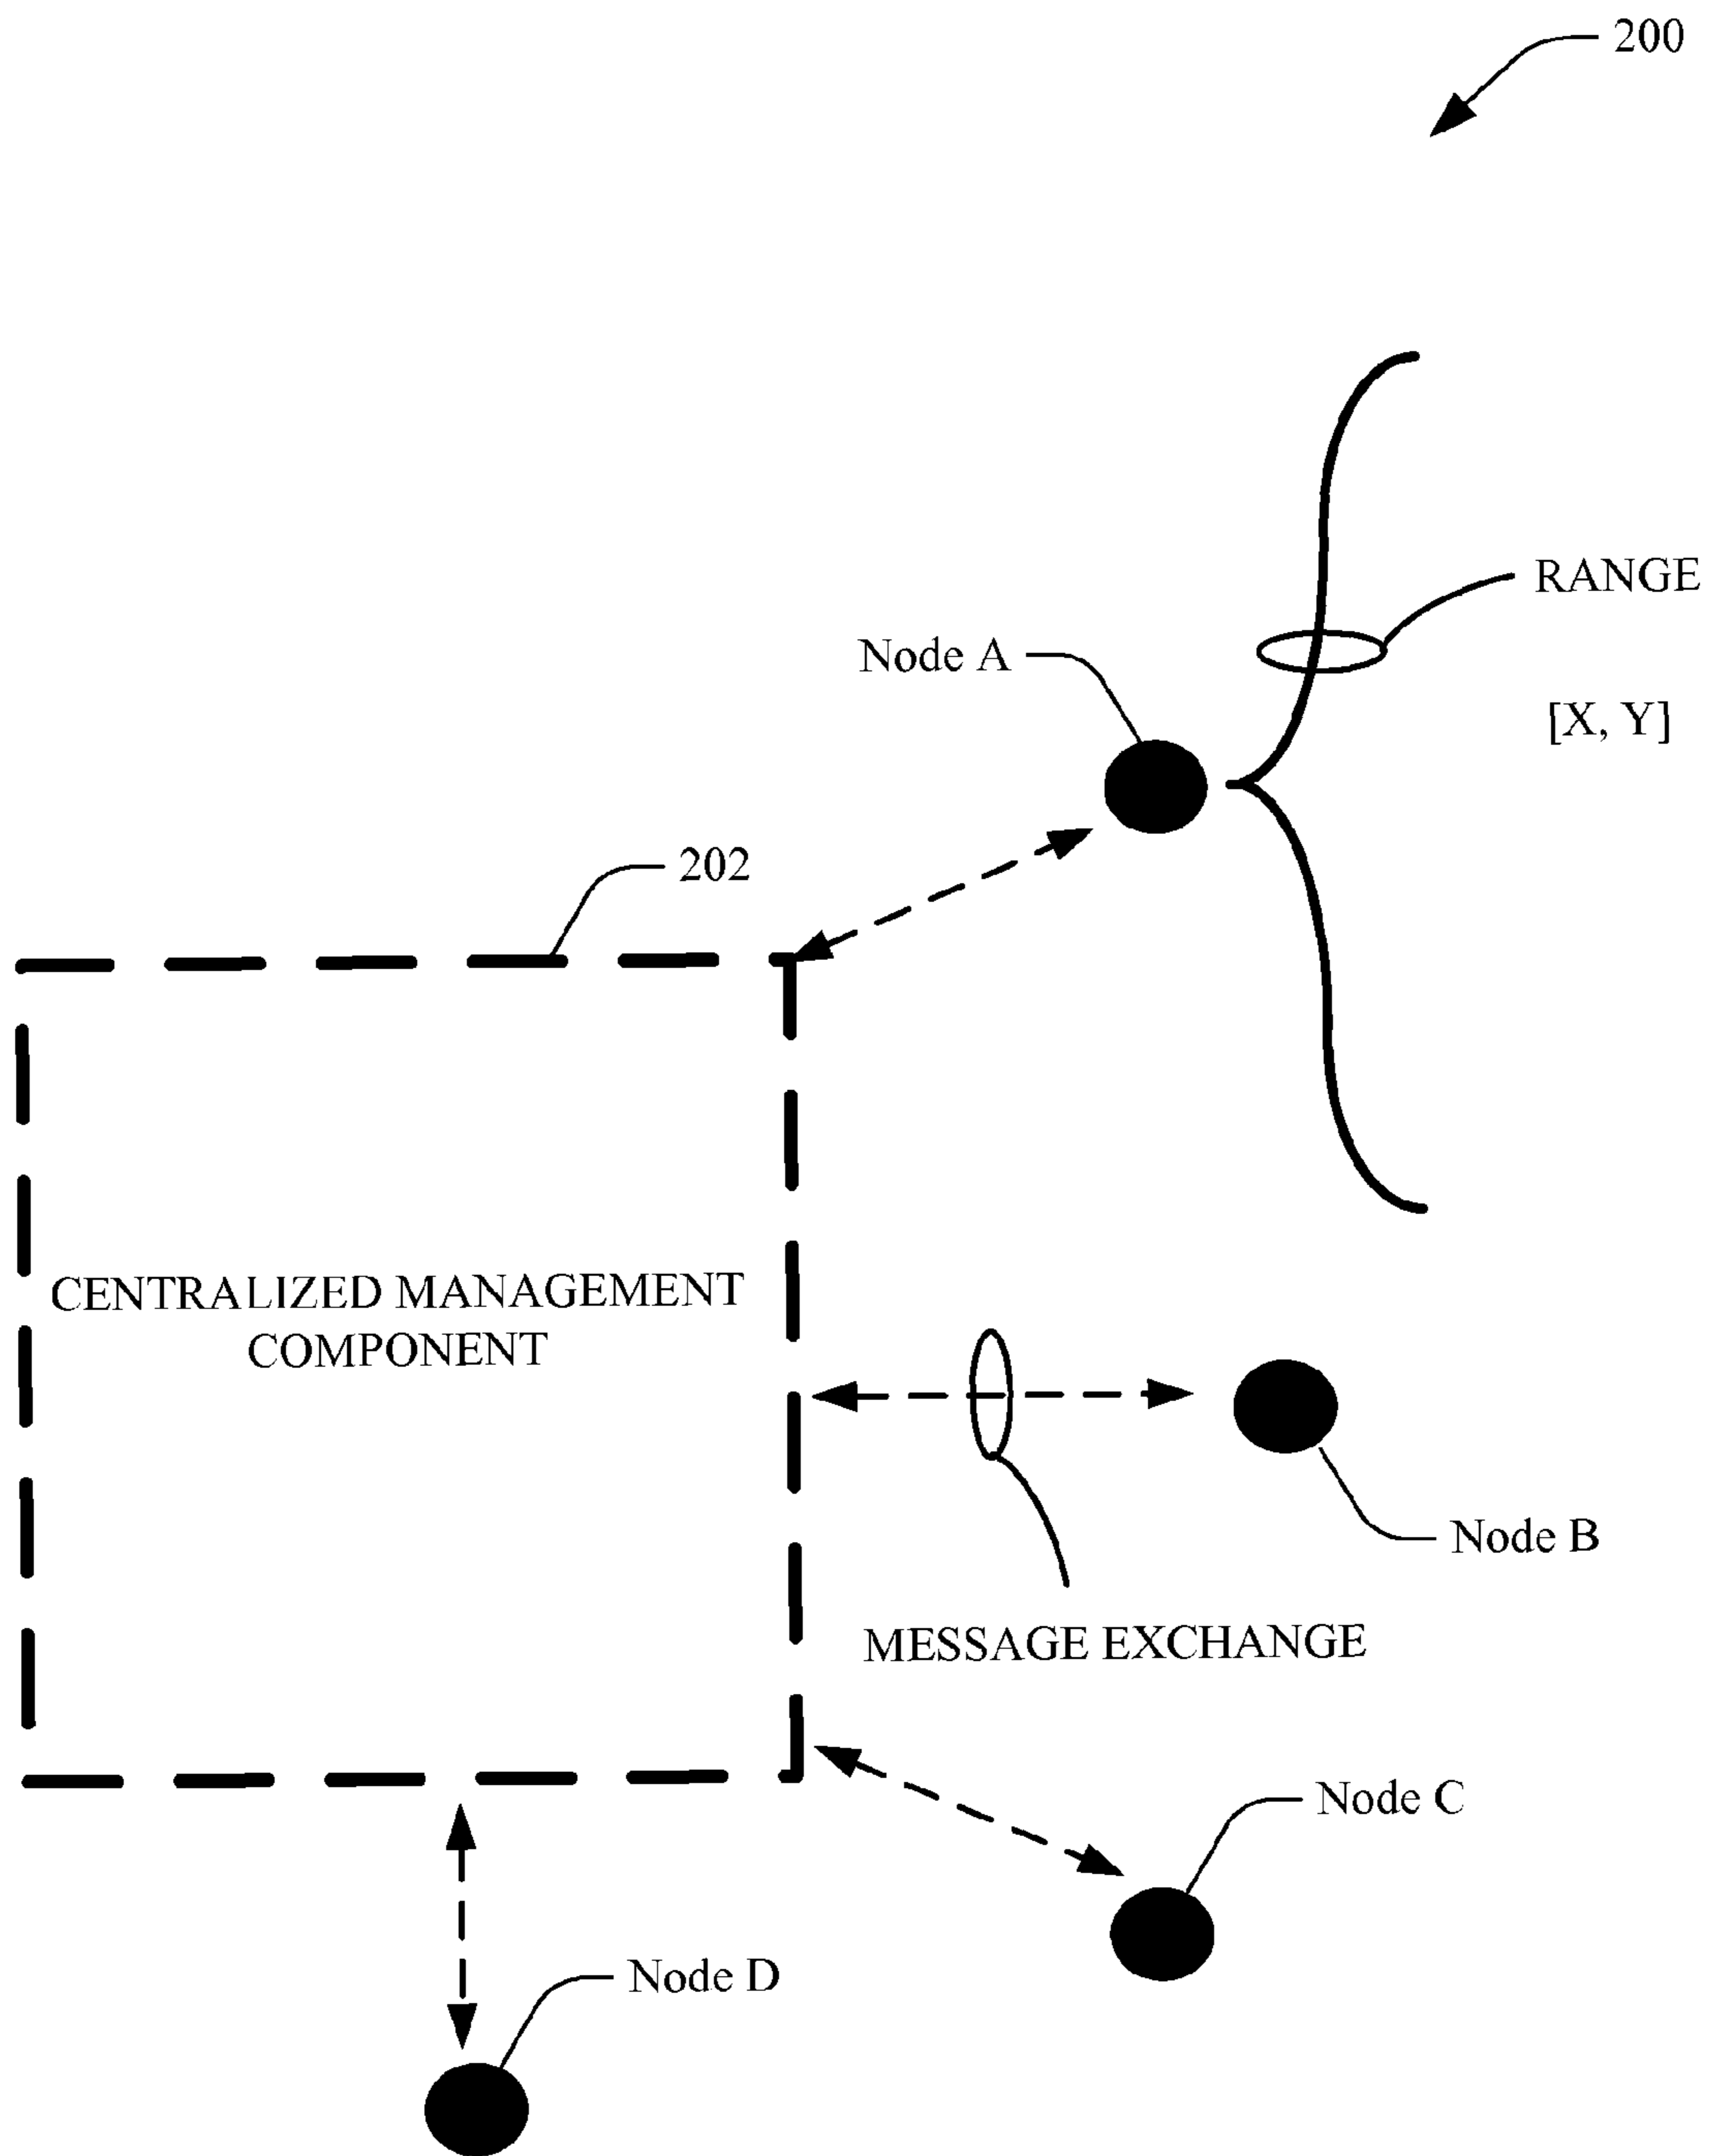 200
RANGE
Node A
[X, Y]
202
CENTRALIZED MANAGEMENT
COMPONENT
Node B
MESSAGE EXCHANGE
Node C
Node D